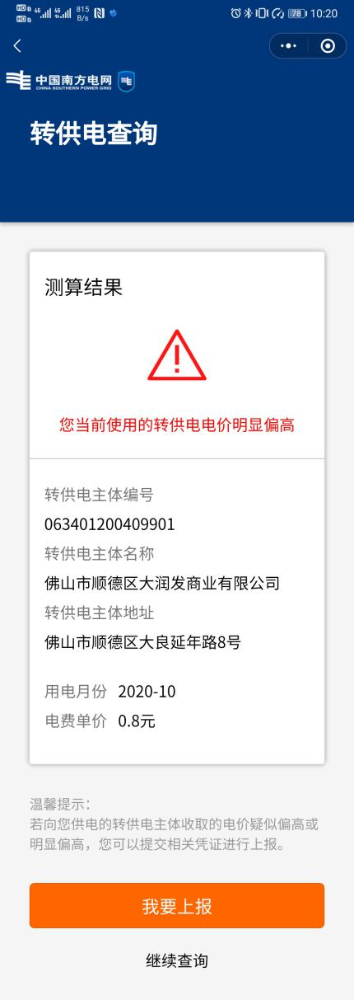 HD 4G 4G 815 B/s 78 10:20
中国南方电网
CHINA SOUTHERN POWER GRID
转供电查询
测算结果
您当前使用的转供电电价明显偏高
转供电主体编号
063401200409901
转供电主体名称
佛山市顺德区大润发商业有限公司
转供电主体地址
佛山市顺德区大良延年路8号
用电月份 2020-10
电费单价 0.8元
温馨提示：
若向您供电的转供电主体收取的电价疑似偏高或
明显偏高，您可以提交相关凭证进行上报。
我要上报
继续查询